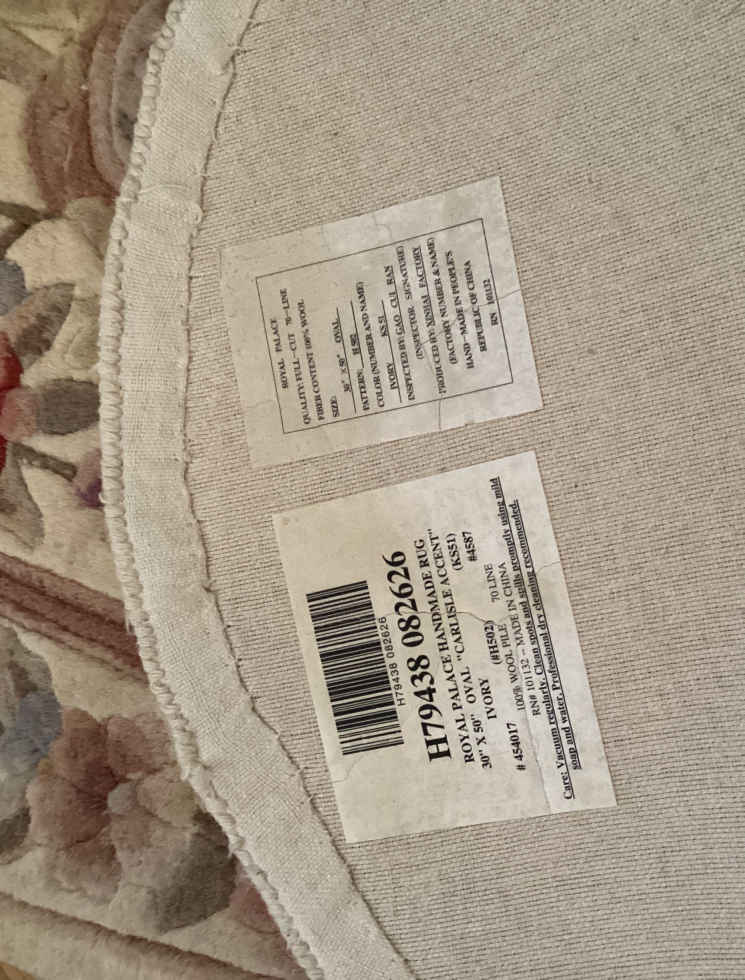 ROYAL PALACE
QUALITY: FULL-CUT 70-LINE
FIBER CONTENT 100% WOOL
SIZE:
30" X 50" OVAL
PATTERN: H 502
COLOR (NUMBER AND NAME)
IVORY KS 51
INSPECTED BY: GAO CUI RAN
(INSPECTOR SIGNATURE)
PRODUCED BY: XINHAI FACTORY
(FACTORY NUMBER & NAME)
HAND-MADE IN PEOPLE'S
REPUBLIC OF CHINA
RN 101132
H79438 082626
H79438 082626
ROYAL PALACE HANDMADE RUG
30" X 50" OVAL "CARLISLE ACCENT"
IVORY (KS51)
(#H502) #4587
# 454017 70 LINE
100% WOOL PILE
RN# 101132 - MADE IN CHINA
Care: Vacuum regularly. Clean spots and spills promptly using mild
soap and water. Professional dry cleaning recommended.